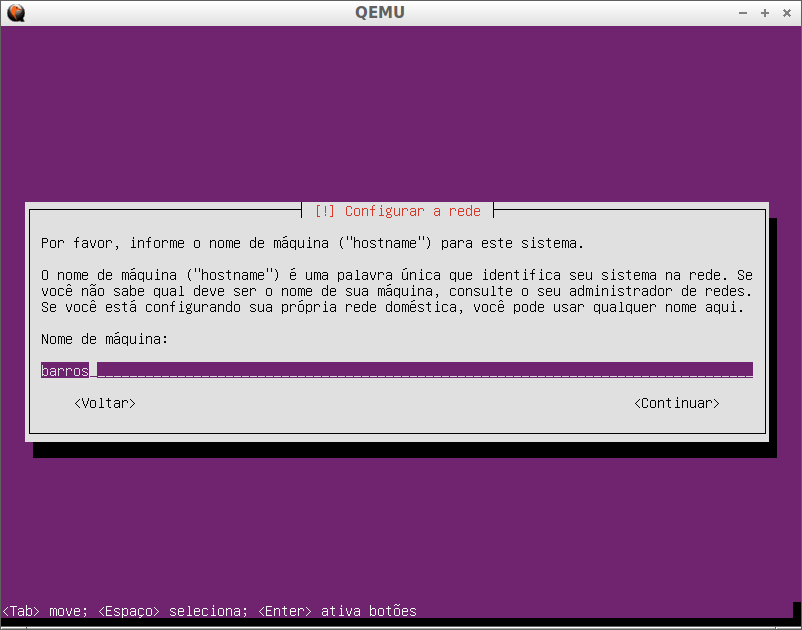 QEMU
[!] Configurar a rede
Por favor, informe o nome de máquina ("hostname") para este sistema.
O nome de máquina ("hostname") é uma palavra única que identifica seu sistema na rede. Se
você não sabe qual deve ser o nome de sua máquina, consulte o seu administrador de redes.
Se você está configurando sua própria rede doméstica, você pode usar qualquer nome aqui.
Nome de máquina:
barros
<Voltar> <Continuar>
<Tab> move; <Espaço> seleciona; <Enter> ativa botões